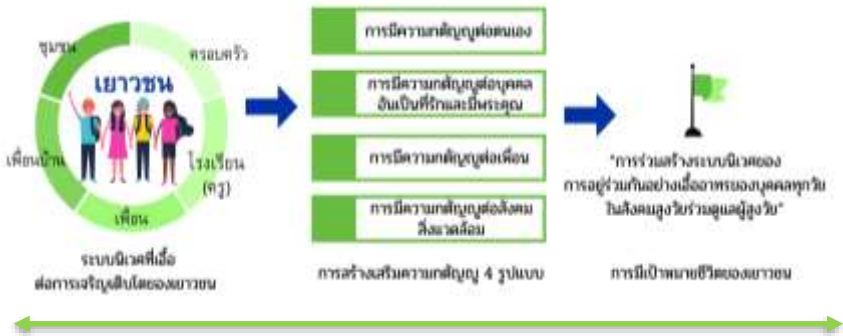 ชุมชน
ครอบครัว
เยาวชน
เพื่อนบ้าน
โรงเรียน
(ครู)
เพื่อน
ระบบนิเวศที่เอื้อ
ต่อการเจริญเติบโตของเยาวชน
การมีความกตัญญูต่อตนเอง
การมีความกตัญญูต่อบุคคล
อันเป็นที่รักและมีพระคุณ
การมีความกตัญญูต่อเพื่อน
การมีความกตัญญูต่อสังคม
สิ่งแวดล้อม
การสร้างเสริมความกตัญญู 4 รูปแบบ
"การร่วมสร้างระบบนิเวศของ
การอยู่ร่วมกันอย่างเอื้ออาทรของบุคคลทุกวัย
ในสังคมสูงวัยร่วมดูแลผู้สูงวัย"
การมีเป้าหมายชีวิตของเยาวชน